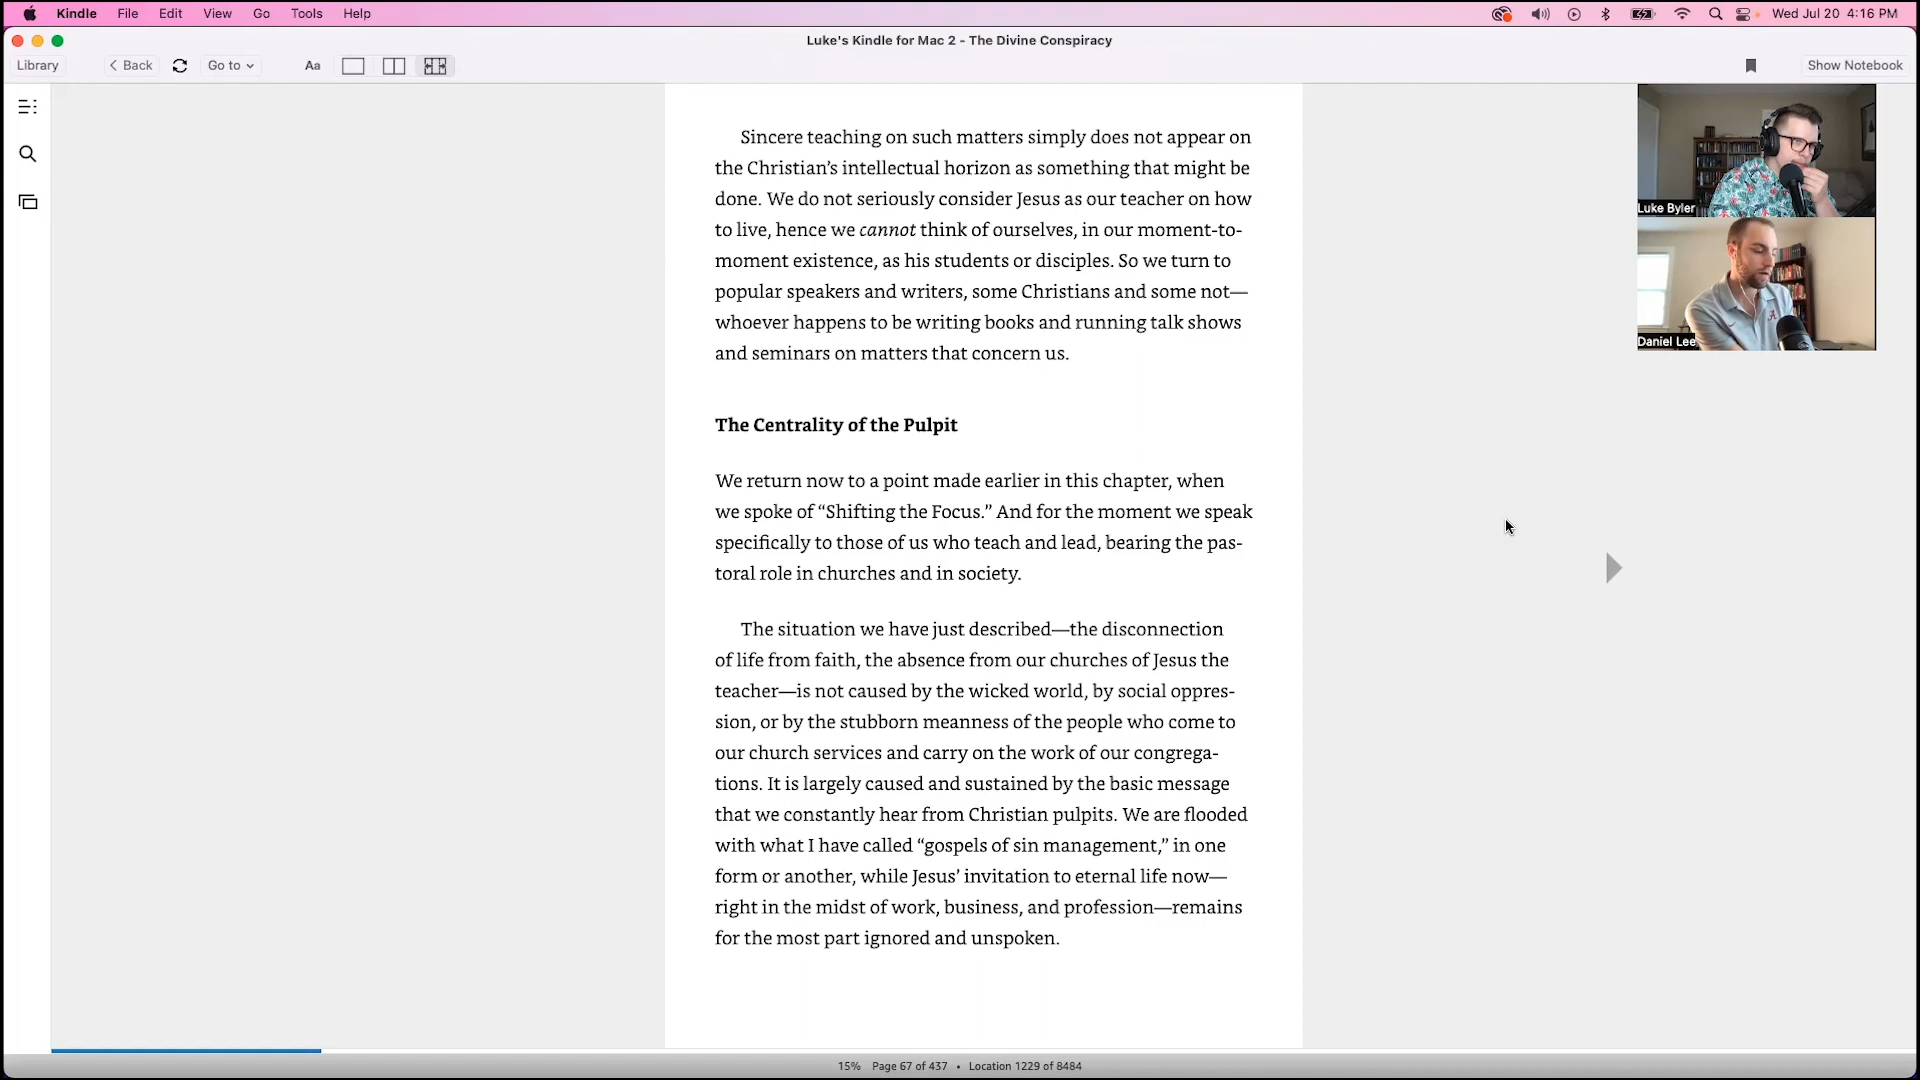 Kindle File Edit View Go Tools Help Wed Jul 20 4:16 PM
Luke's Kindle for Mac 2 - The Divine Conspiracy
Library Back Go to Aa Show Notebook
Sincere teaching on such matters simply does not appear on
the Christian’s intellectual horizon as something that might be
done. We do not seriously consider Jesus as our teacher on how
to live, hence we cannot think of ourselves, in our moment-to-
moment existence, as his students or disciples. So we turn to
popular speakers and writers, some Christians and some not—
whoever happens to be writing books and running talk shows
and seminars on matters that concern us.
The Centrality of the Pulpit
We return now to a point made earlier in this chapter, when
we spoke of “Shifting the Focus.” And for the moment we speak
specifically to those of us who teach and lead, bearing the pas-
toral role in churches and in society.
The situation we have just described—the disconnection
of life from faith, the absence from our churches of Jesus the
teacher—is not caused by the wicked world, by social oppres-
sion, or by the stubborn meanness of the people who come to
our church services and carry on the work of our congrega-
tions. It is largely caused and sustained by the basic message
that we constantly hear from Christian pulpits. We are flooded
with what I have called “gospels of sin management,” in one
form or another, while Jesus’ invitation to eternal life now—
right in the midst of work, business, and profession—remains
for the most part ignored and unspoken.
Luke Byler
Daniel Lee
15% Page 67 of 437 • Location 1229 of 8484